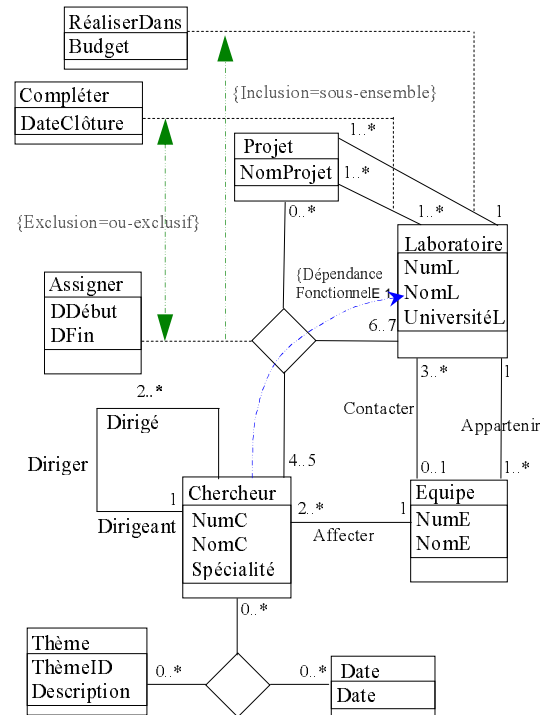 RéaliserDans
Budget
{Inclusion=sous-ensemble}
Compléter
DateClôture
1..*
Projet
NomProjet
1..*
0..*
1..*
1
{Exclusion=ou-exclusif}
Laboratoire
NumL
NomL
UniversitéL
{Dépendance
FonctionnelE 1
Assigner
DDébut
DFin
6..7
2..*
Dirigé
Diriger
1
Dirigeant
3..*
1
Contacter
Appartenir
4..5
0..1
1..*
Chercheur
NumC
NomC
Spécialité
2..*
1
Affecter
Equipe
NumE
NomE
0..*
Thème
ThèmeID
Description
0..*
0..*
Date
Date